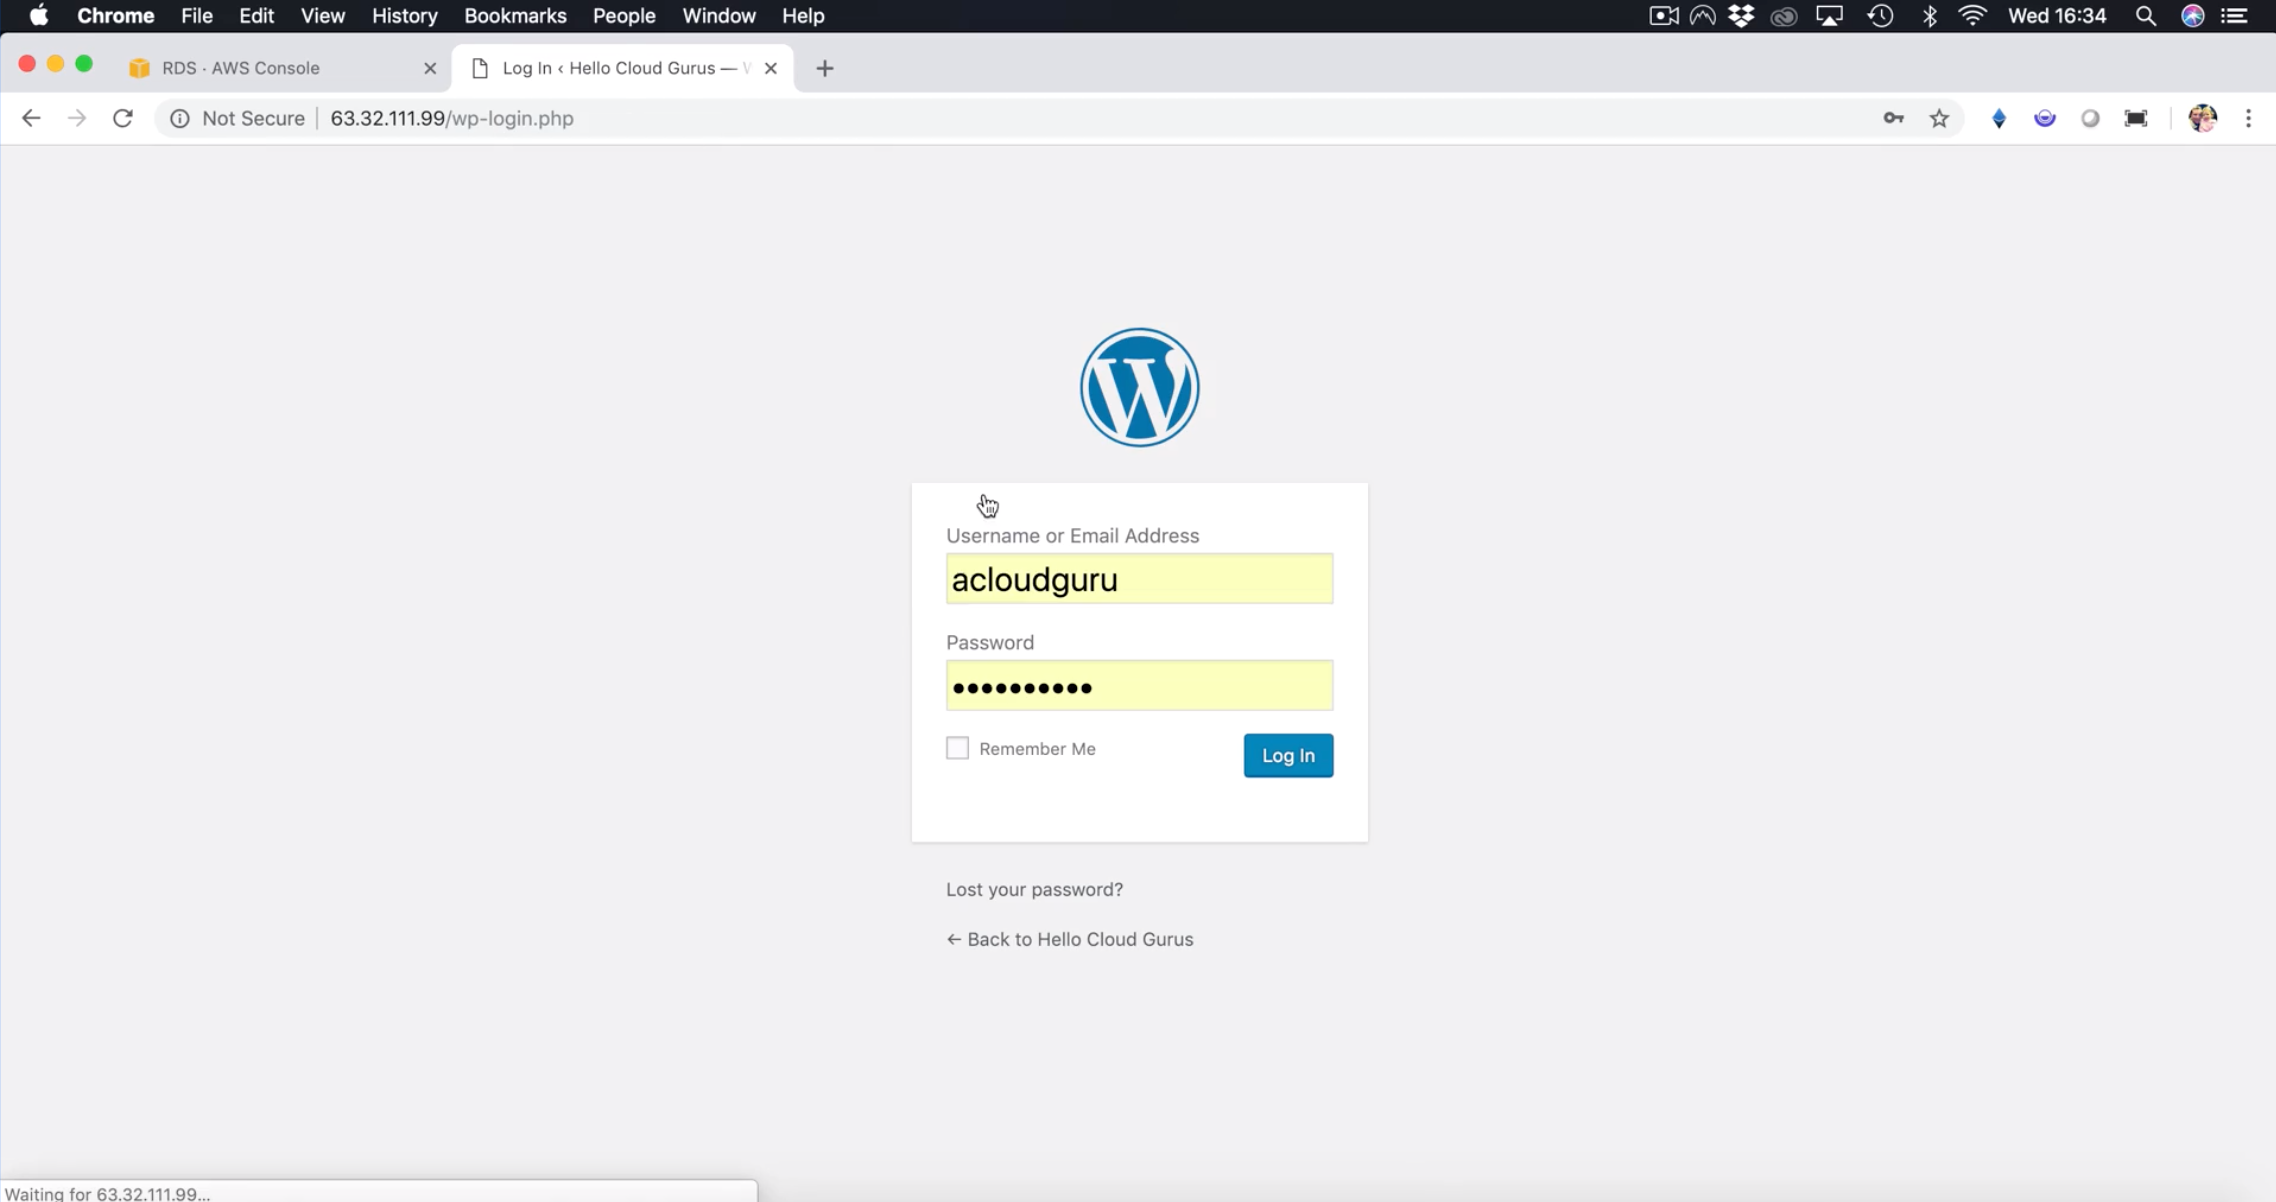 Chrome File Edit View History Bookmarks People Window Help Wed 16:34
RDS · AWS Console Log In ‹ Hello Cloud Gurus —
Not Secure 63.32.111.99/wp-login.php
Username or Email Address
acloudguru
Password
••••••••••
Remember Me Log In
Lost your password?
← Back to Hello Cloud Gurus
Waiting for 63.32.111.99...